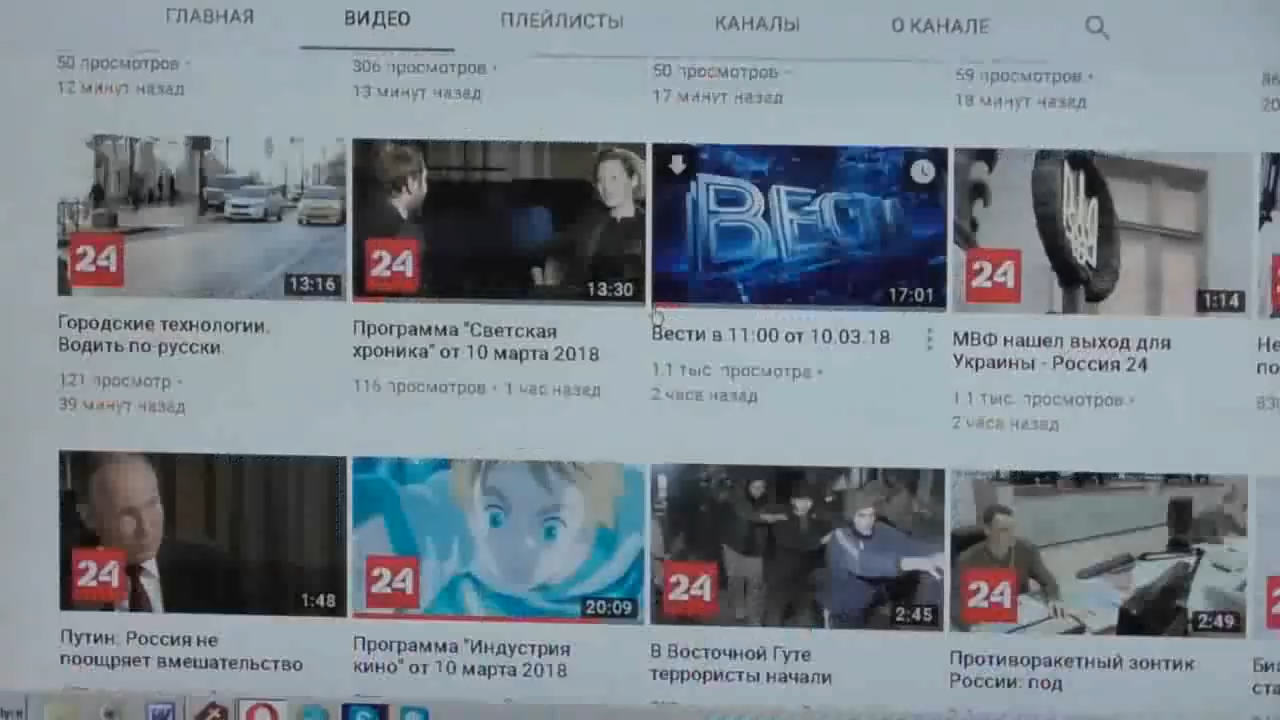 ГЛАВНАЯ ВИДЕО ПЛЕЙЛИСТЫ КАНАЛЫ О КАНАЛЕ
50 просмотров •
12 минут назад
306 просмотров •
13 минут назад
50 просмотров •
17 минут назад
59 просмотров •
18 минут назад
24
13:16
24
13:30
ВЕСТ
17:01
24
1:14
Городские технологии.
Водить по-русски.
121 просмотр •
39 минут назад
Программа "Светская
хроника" от 10 марта 2018
116 просмотров • 1 час назад
Вести в 11:00 от 10.03.18
1.1 тыс. просмотра •
2 часа назад
МВФ нашел выход для
Украины - Россия 24
1.1 тыс. просмотров •
2 часа назад
24
1:48
24
20:09
24
2:45
24
2:49
Путин: Россия не
поощряет вмешательство
Программа "Индустрия
кино" от 10 марта 2018
В Восточной Гуте
террористы начали
Противоракетный зонтик
России: под